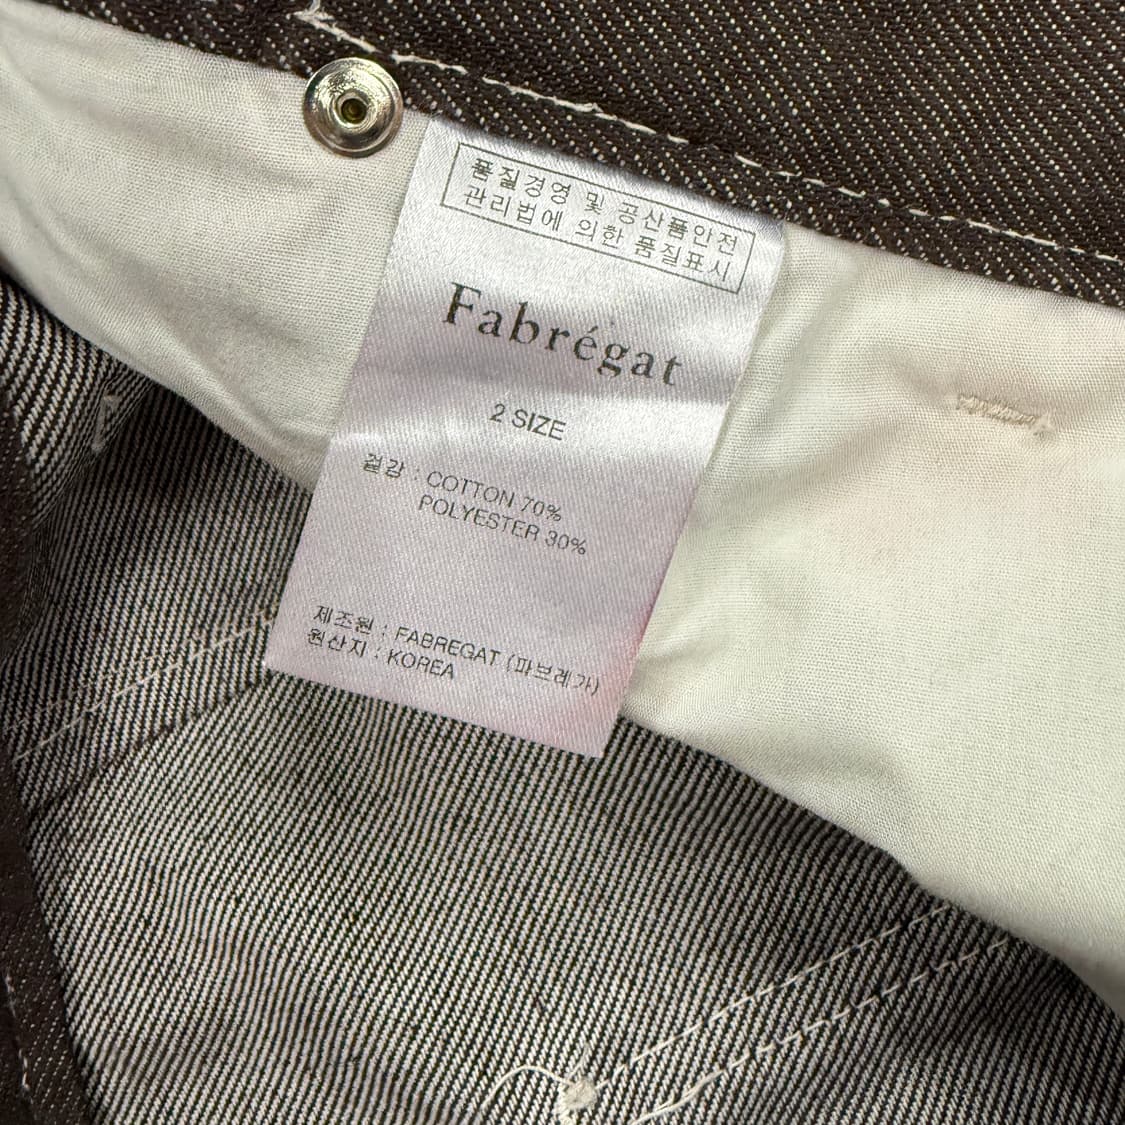 품질경영 및 공산품안전
관리법에 의한 품질표시
Fabrégat
2 SIZE
겉감 : COTTON 70%
POLYESTER 30%
제조원 : FABREGAT (파브레가)
원산지 : KOREA